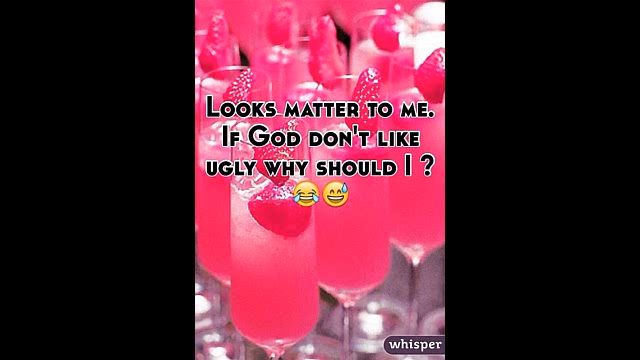 Looks matter to me.
If God don't like
ugly why should I ?
😂😅
whisper